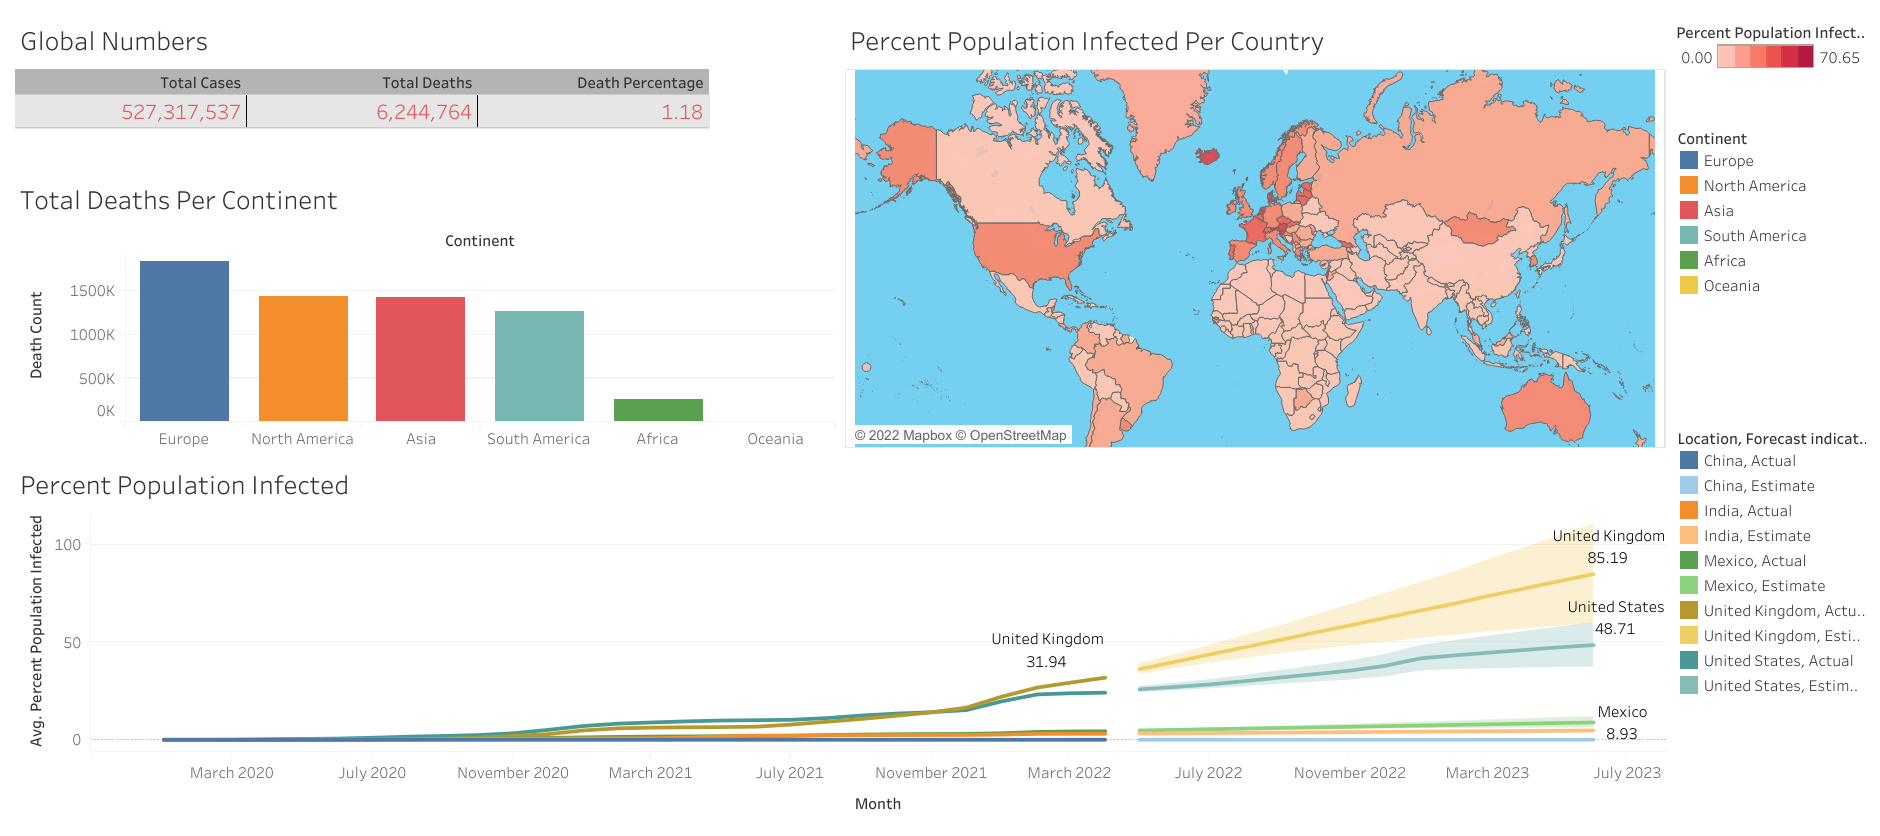 Global Numbers
Total Cases Total Deaths Death Percentage
527,317,537 6,244,764 1.18
Total Deaths Per Continent
Continent
Death Count
1500K
1000K
500K
0K
Europe North America Asia South America Africa Oceania
Percent Population Infected Per Country
© 2022 Mapbox © OpenStreetMap
Percent Population Infect..
0.00 70.65
Continent
Europe
North America
Asia
South America
Africa
Oceania
Percent Population Infected
Avg. Percent Population Infected
100
50
0
United Kingdom
31.94
United Kingdom
85.19
United States
48.71
Mexico
8.93
March 2020 July 2020 November 2020 March 2021 July 2021 November 2021 March 2022 July 2022 November 2022 March 2023 July 2023
Month
Location, Forecast indicat..
China, Actual
China, Estimate
India, Actual
India, Estimate
Mexico, Actual
Mexico, Estimate
United Kingdom, Actu..
United Kingdom, Esti..
United States, Actual
United States, Estim..